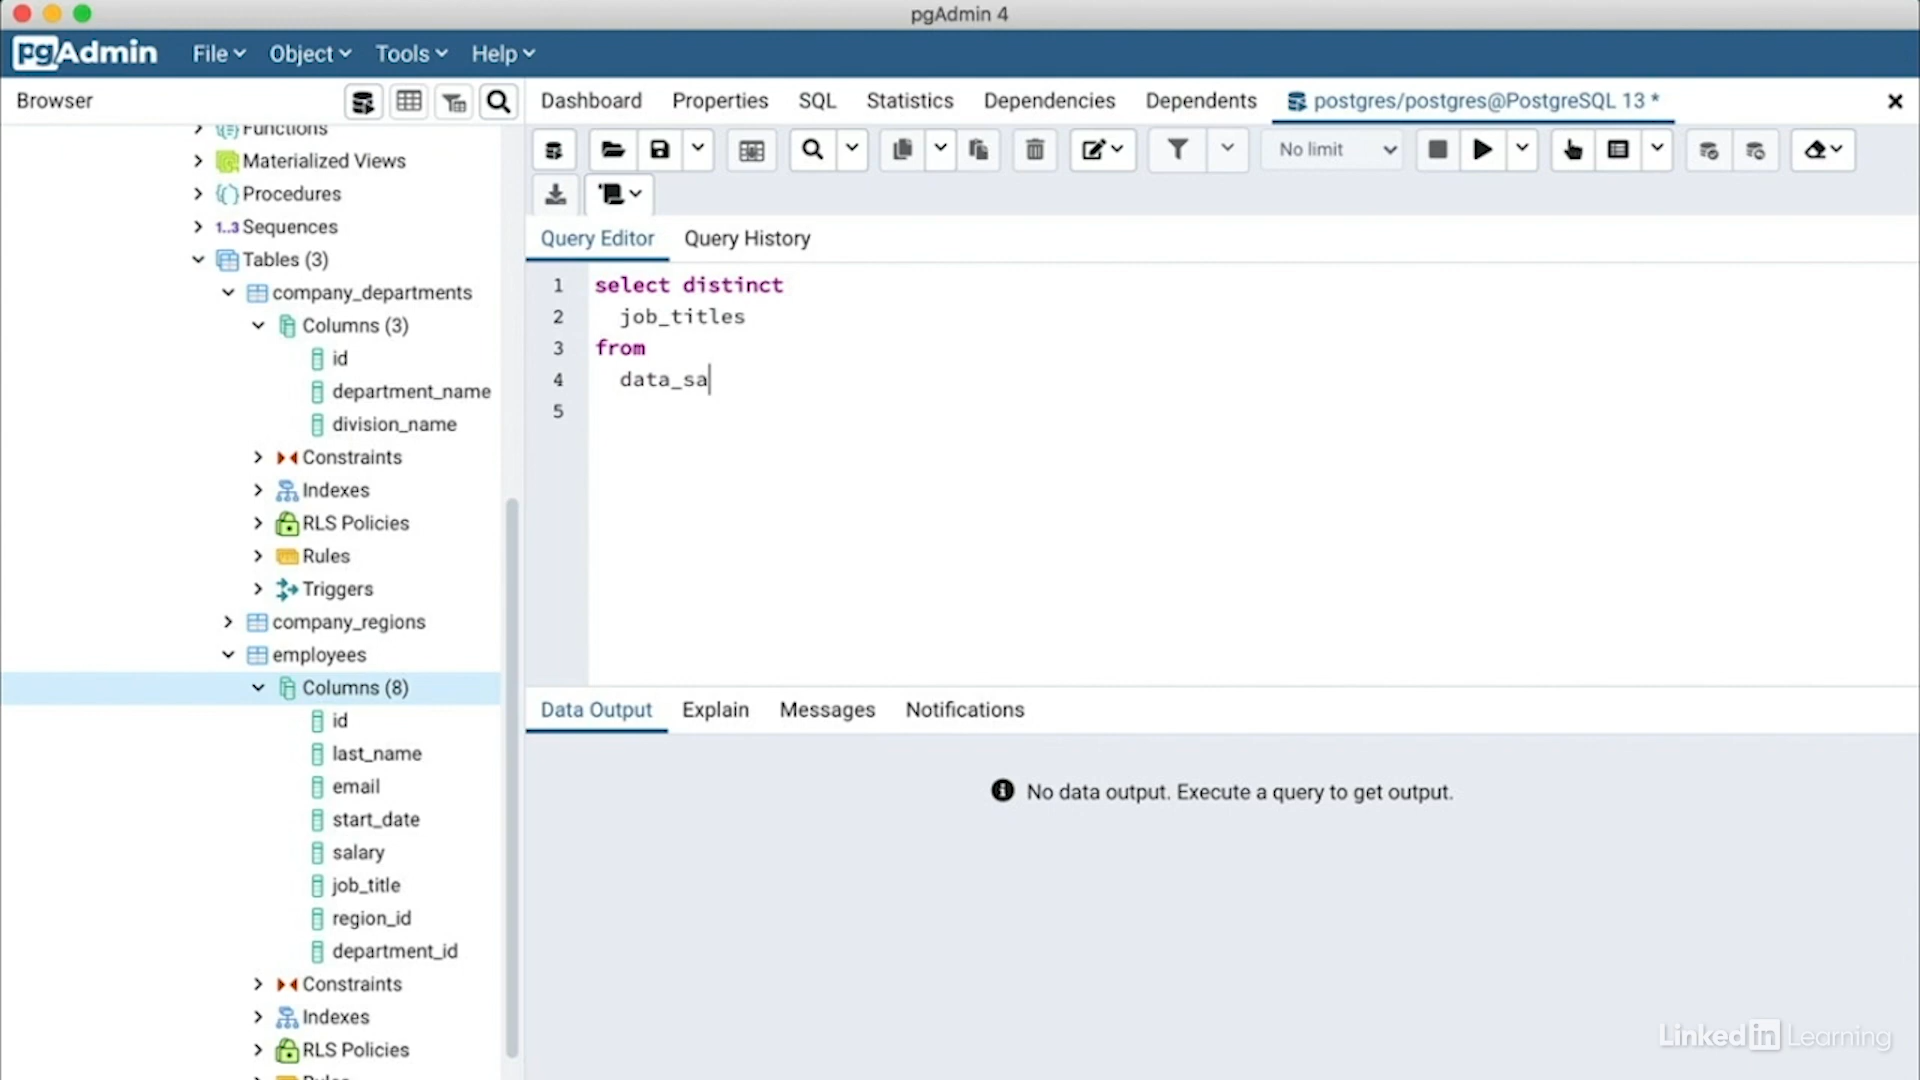 pgAdmin 4
pgAdmin File Object Tools Help
Browser
Dashboard Properties SQL Statistics Dependencies Dependents postgres/postgres@PostgreSQL 13 *
No limit
Query Editor Query History
1 select distinct
2 job_titles
3 from
4 data_sa
5
Functions
Materialized Views
Procedures
1..3 Sequences
Tables (3)
company_departments
Columns (3)
id
department_name
division_name
Constraints
Indexes
RLS Policies
Rules
Triggers
company_regions
employees
Columns (8)
id
last_name
email
start_date
salary
job_title
region_id
department_id
Constraints
Indexes
RLS Policies
Rules
Data Output Explain Messages Notifications
No data output. Execute a query to get output.
LinkedIn Learning